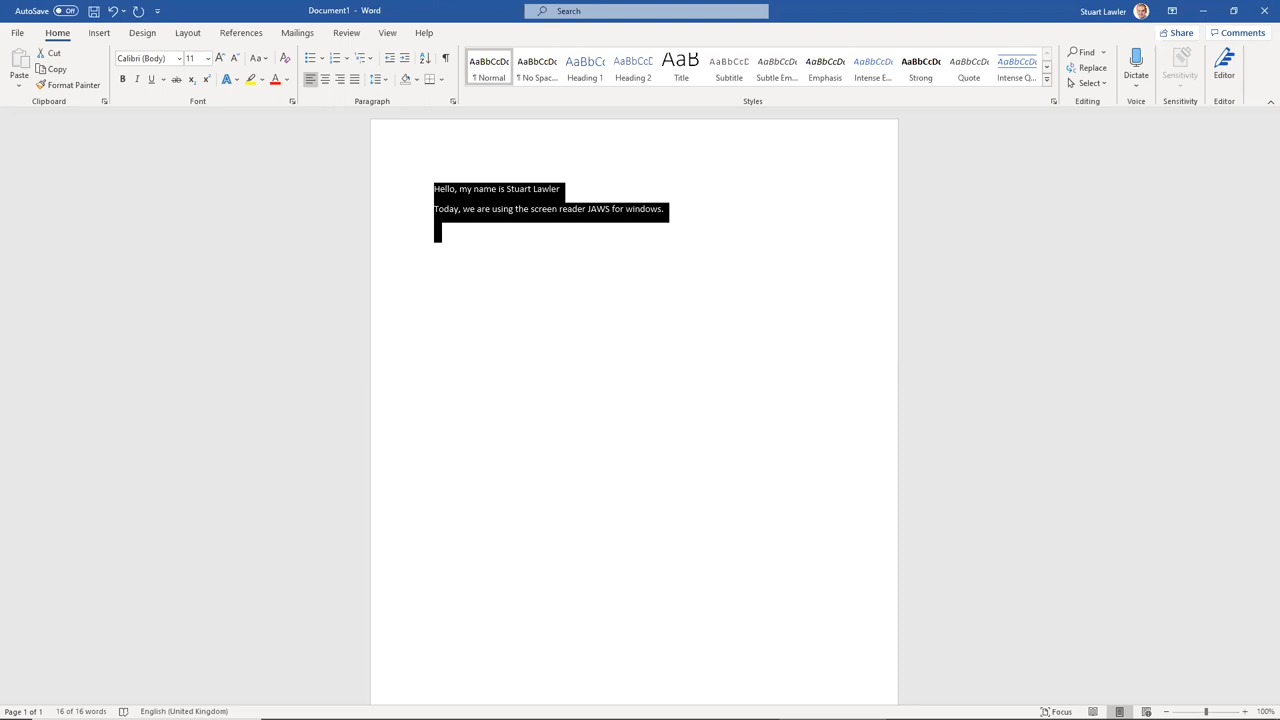 AutoSave Off Document1 - Word Search Stuart Lawler
File Home Insert Design Layout References Mailings Review View Help Share Comments
Paste Cut Copy Format Painter
Clipboard
Calibri (Body) 11
Font
Paragraph
AaBbCcDc AaBbCcDc AaBbC( AaBbCcC AaB AaBbCcC AaBbCcDc AaBbCcDc AaBbCcDc AaBbCcDc AaBbCcDc AaBbCcDc
¶ Normal ¶ No Spac... Heading 1 Heading 2 Title Subtitle Subtle Em... Emphasis Intense E... Strong Quote Intense Q...
Styles
Find Replace Select
Editing
Dictate
Voice
Sensitivity
Sensitivity
Editor
Editor
Hello, my name is Stuart Lawler
Today, we are using the screen reader JAWS for windows.
Page 1 of 1 16 of 16 words English (United Kingdom) Focus 100%